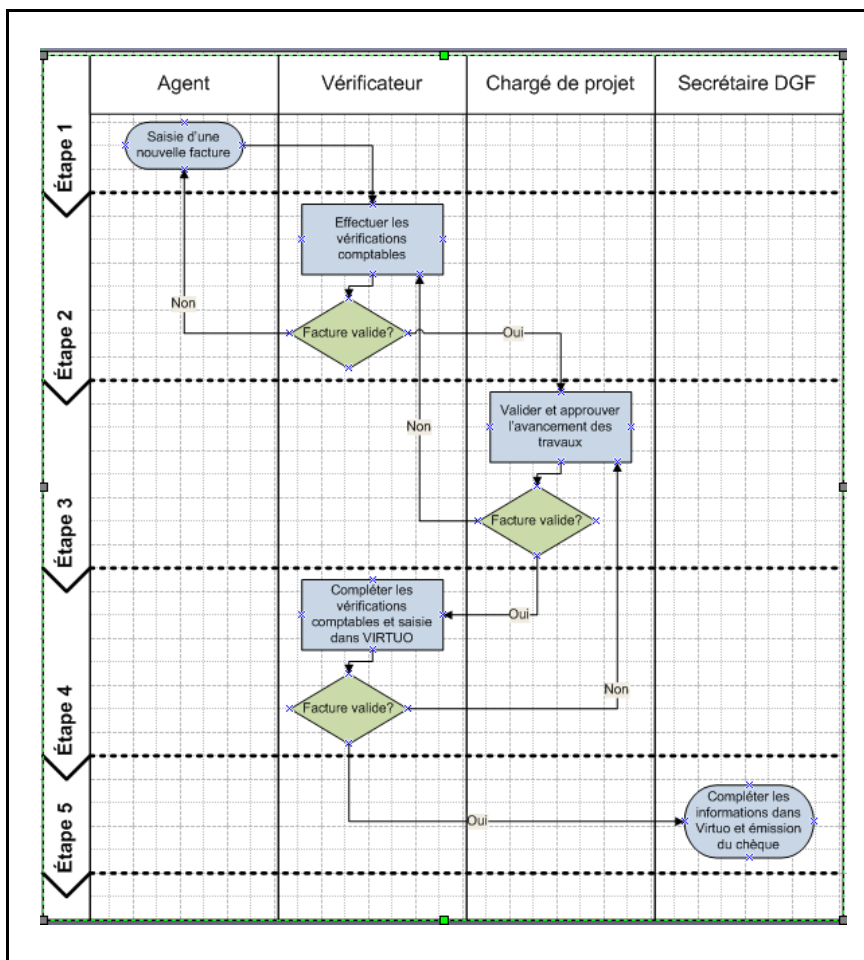 Agent
Vérificateur
Chargé de projet
Secrétaire DGF
Étape 1
Saisie d'une
nouvelle facture
Étape 2
Effectuer les
vérifications
comptables
Non
Facture valide?
Oui
Étape 3
Valider et approuver
l'avancement des
travaux
Non
Facture valide?
Étape 4
Compléter les
vérifications
comptables et saisie
dans VIRTUO
Oui
Facture valide?
Non
Étape 5
Compléter les
informations dans
Virtuo et émission
du chèque
Oui